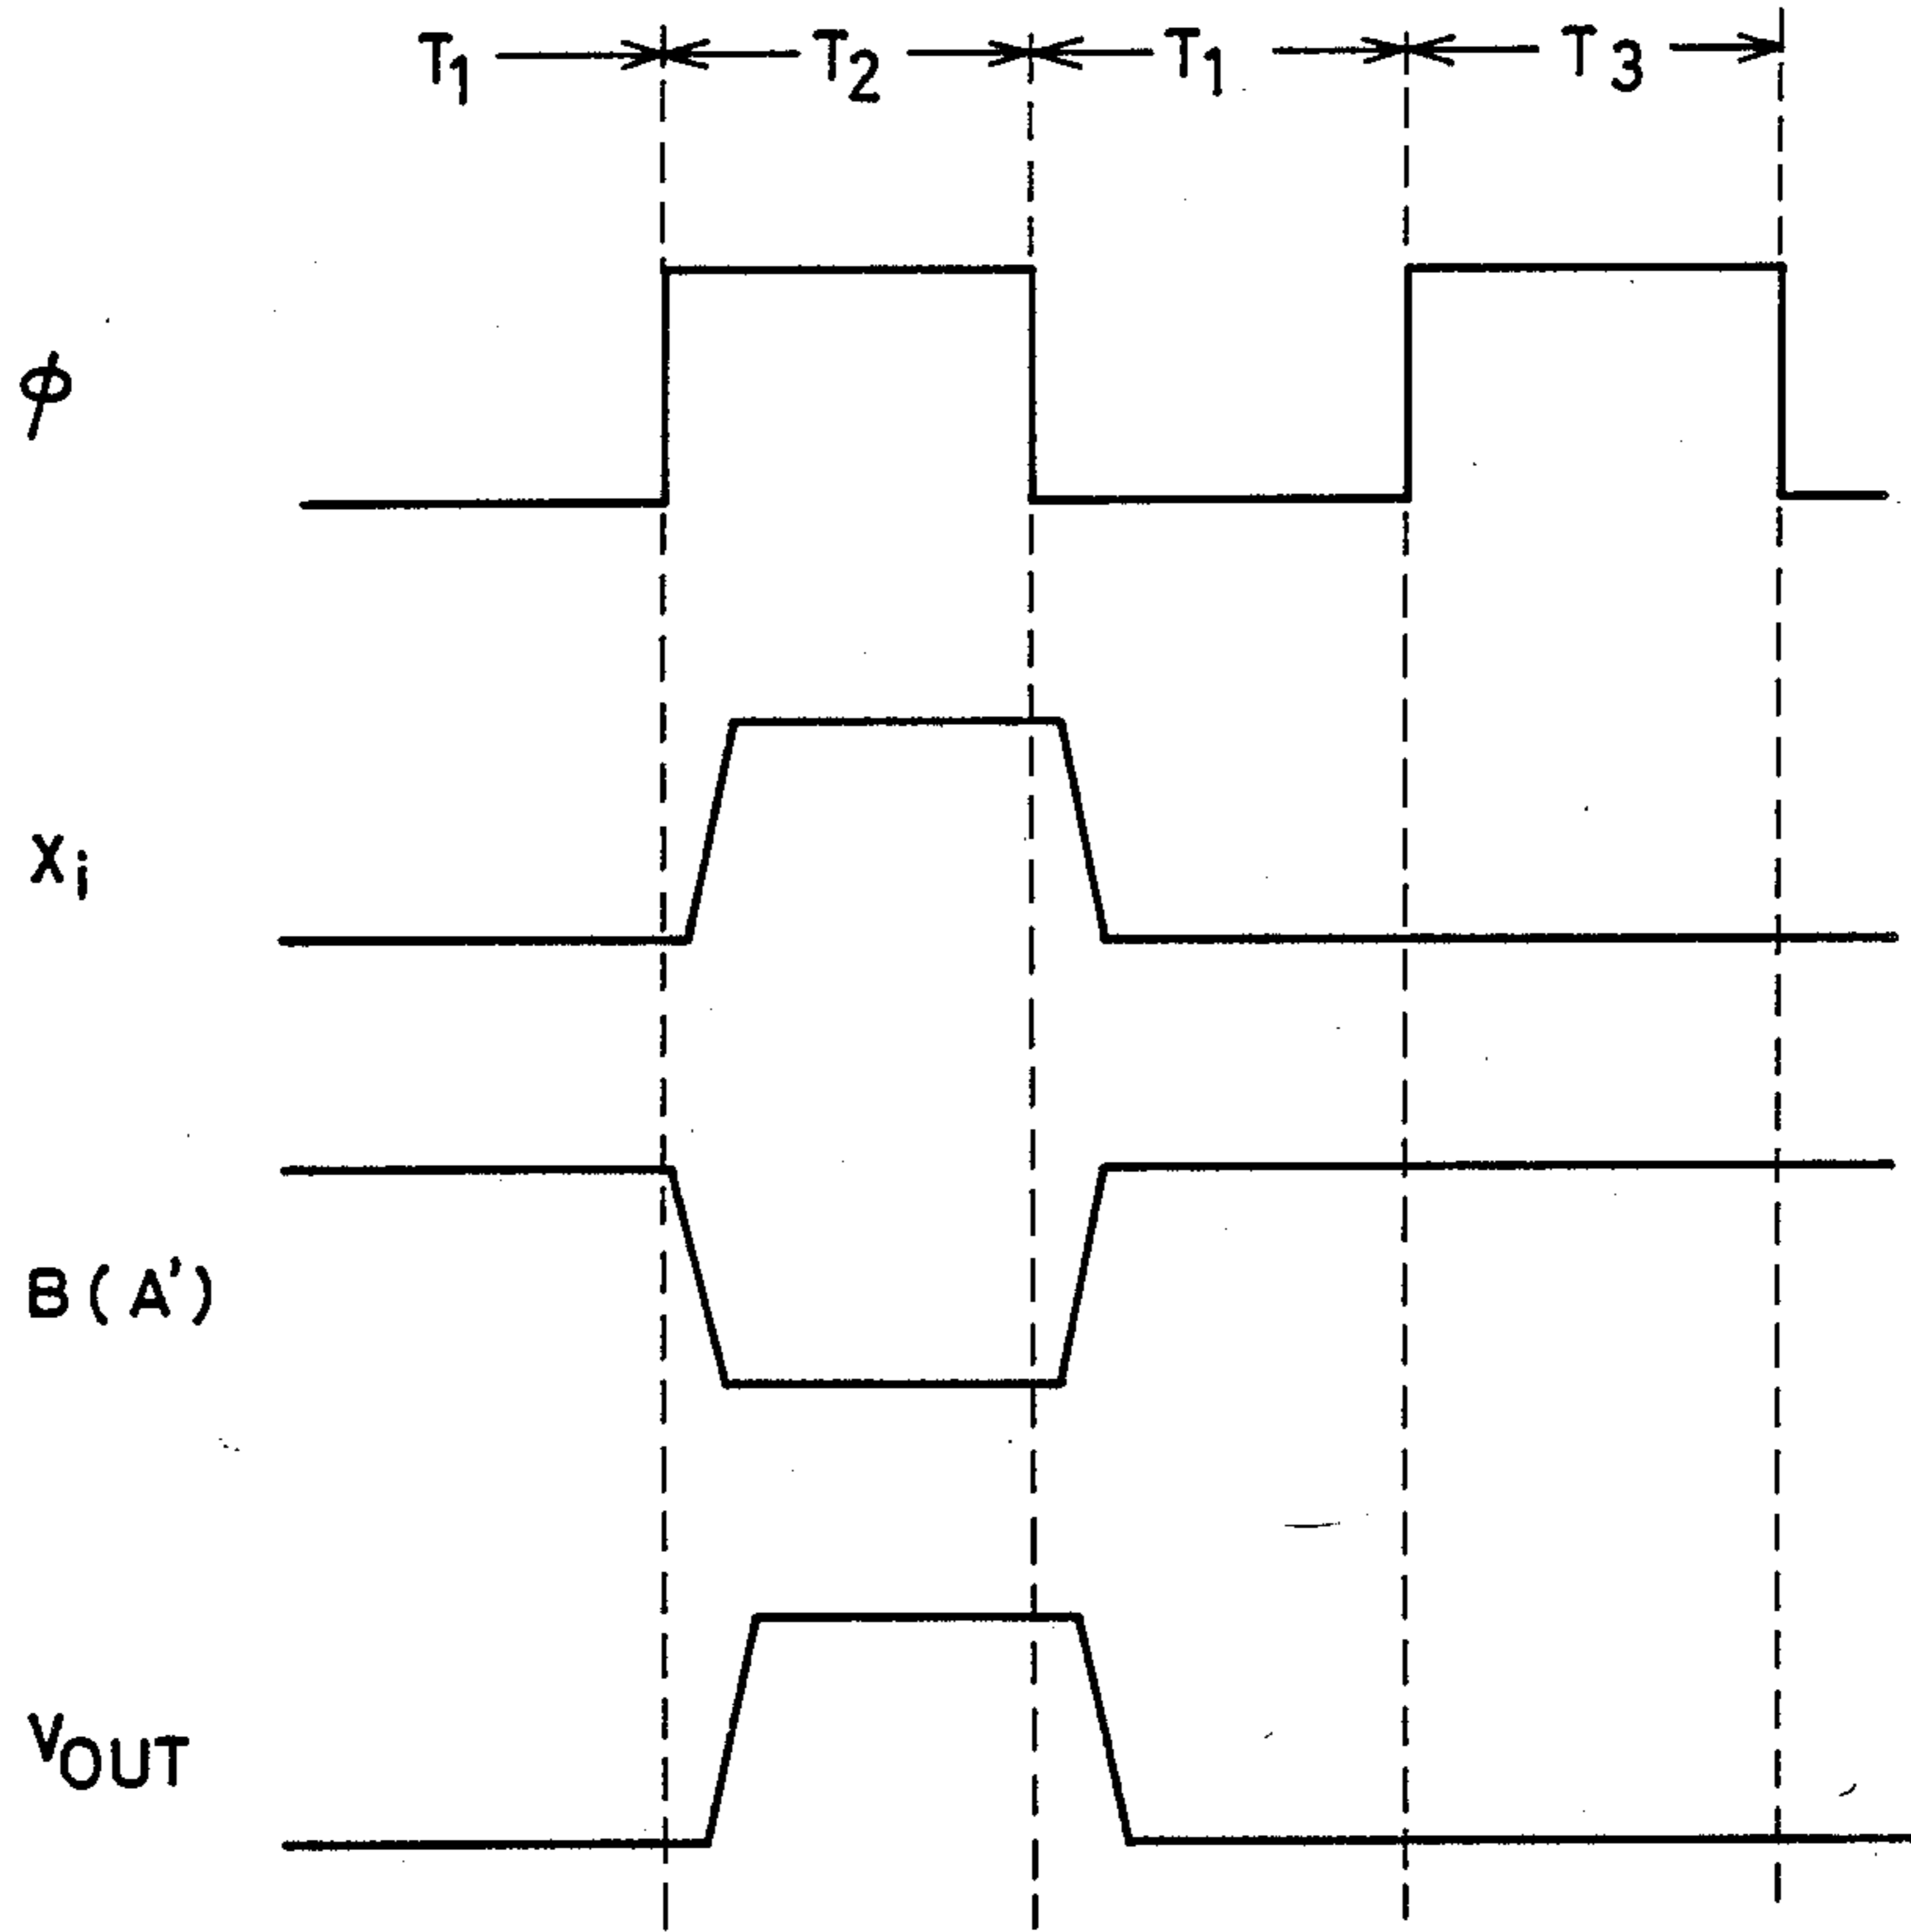 T₁ T₂ T₁ T₃
ϕ
Xᵢ
B(A')
VOUT